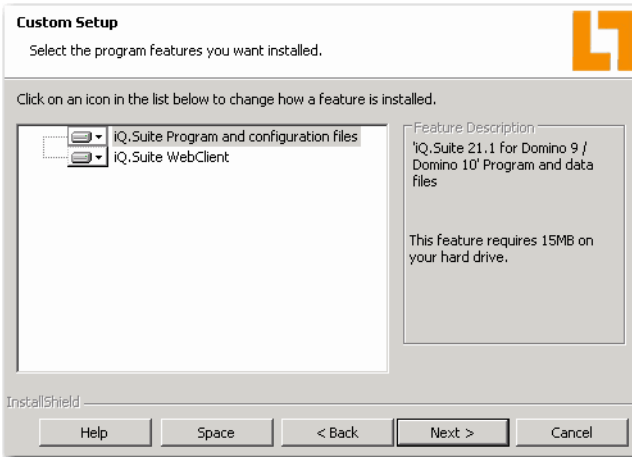 Custom Setup
Select the program features you want installed.
Click on an icon in the list below to change how a feature is installed.
iQ.Suite Program and configuration files
iQ.Suite WebClient
Feature Description
'iQ.Suite 21.1 for Domino 9 /
Domino 10' Program and data
files
This feature requires 15MB on
your hard drive.
InstallShield
Help
Space
< Back
Next >
Cancel